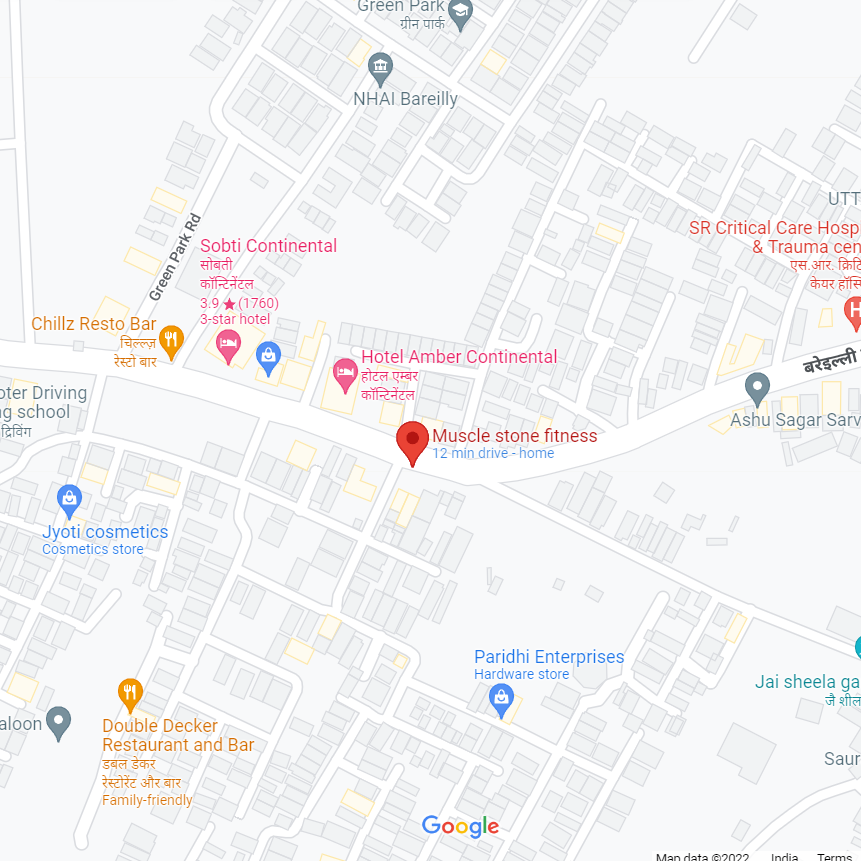 Green Park
ग्रीन पार्क
NHAI Bareilly
UTT
SR Critical Care Hosp
& Trauma cen
एस.आर. क्रिटि
केयर हॉस्पि
Green Park Rd
Sobti Continental
सोबती
कॉन्टिनेंटल
3.9 ★ (1760)
3-star hotel
Chillz Resto Bar
चिल्ल्ज़
रेस्टो बार
Hotel Amber Continental
होटल एम्बर
कॉन्टिनेंटल
बरेइल्ली
oter Driving
ng school
द्रिविंग
Ashu Sagar Sarv
Muscle stone fitness
12 min drive - home
Jyoti cosmetics
Cosmetics store
Paridhi Enterprises
Hardware store
Jai sheela ga
जै शील
aloon
Double Decker
Restaurant and Bar
डबल डेकर
रेस्टोरेंट और बार
Family-friendly
Saur
Google
Map data ©2022 India Terms